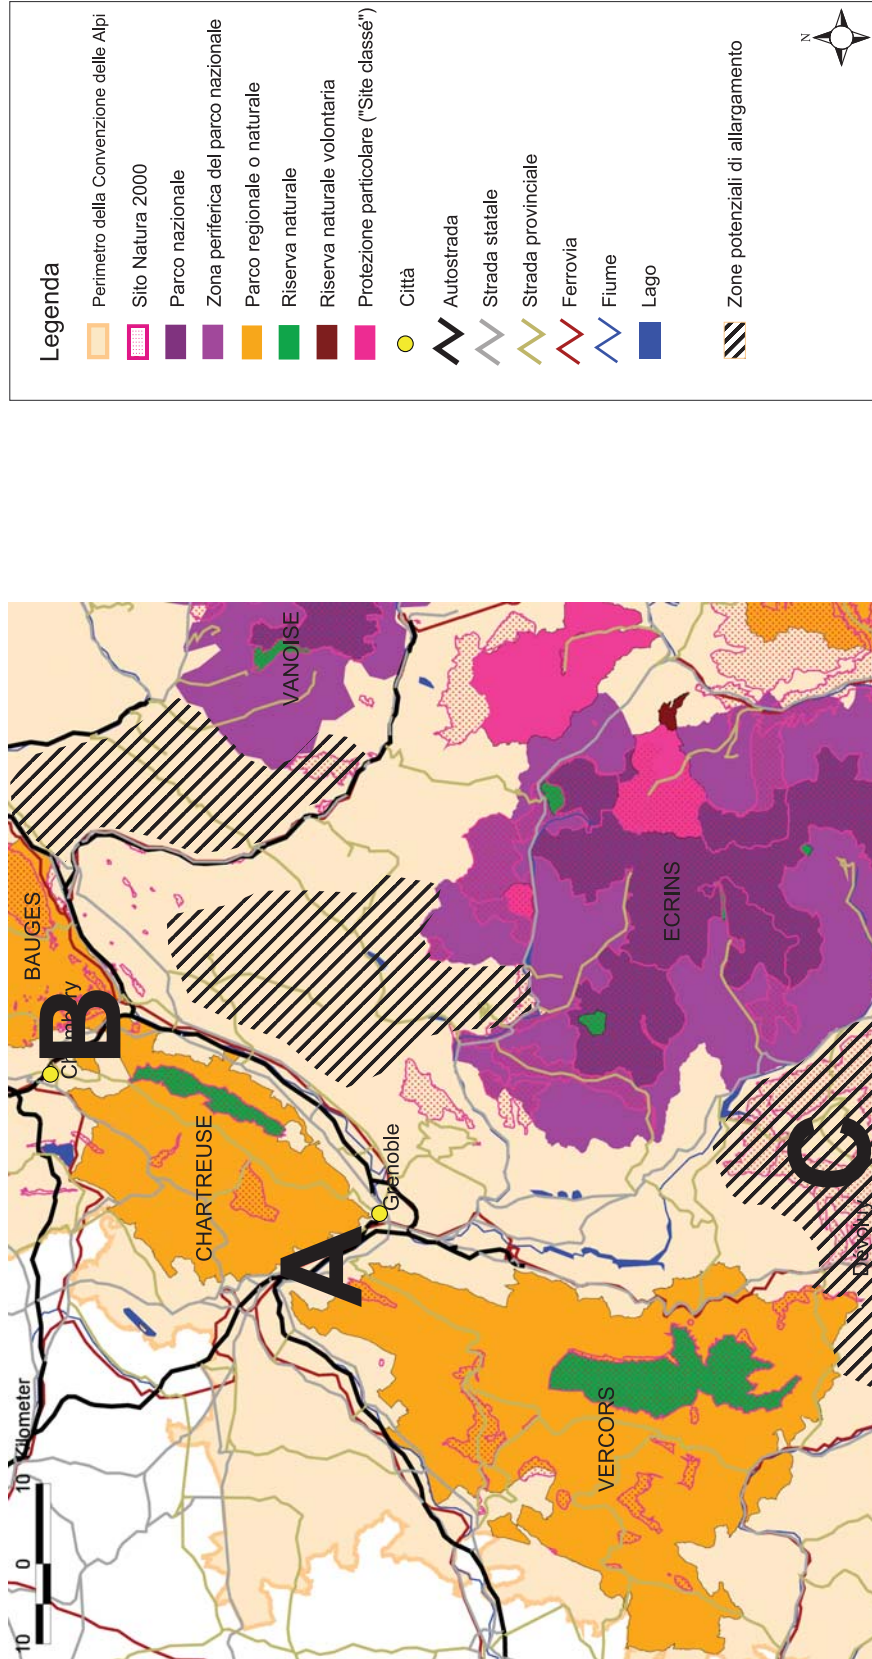 Legenda
Perimetro della Convenzione delle Alpi
Sito Natura 2000
Parco nazionale
Zona periferica del parco nazionale
Parco regionale o naturale
Riserva naturale
Riserva naturale volontaria
Protezione particolare ("Site classé")
Città
Autostrada
Strada statale
Strada provinciale
Ferrovia
Fiume
Lago
Zone potenziali di allargamento
N
10 0 10 Kilometer
BAUGES
B
VANOISE
CHARTREUSE
A
Grenoble
ECRINS
VERCORS
C